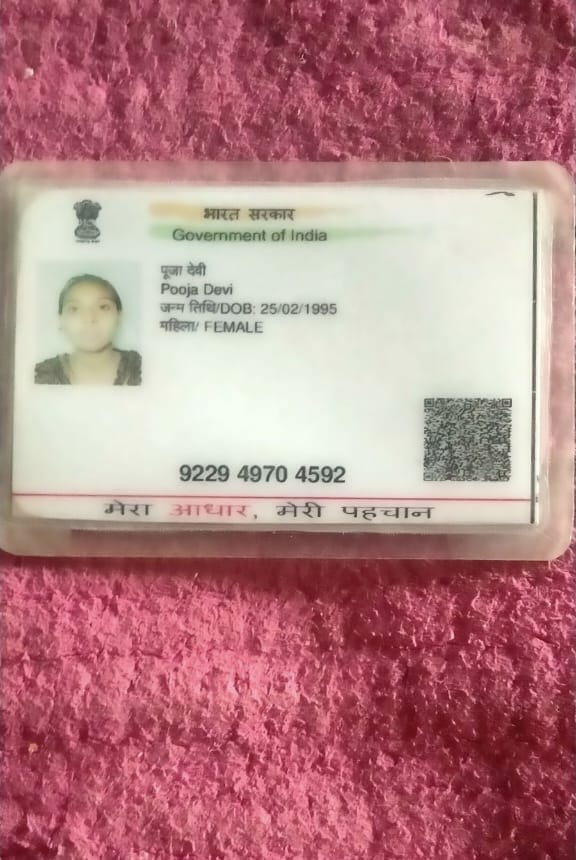 भारत सरकार
Government of India
पूजा देवी
Pooja Devi
जन्म तिथि/DOB: 25/02/1995
महिला/ FEMALE
9229 4970 4592
मेरा आधार, मेरी पहचान